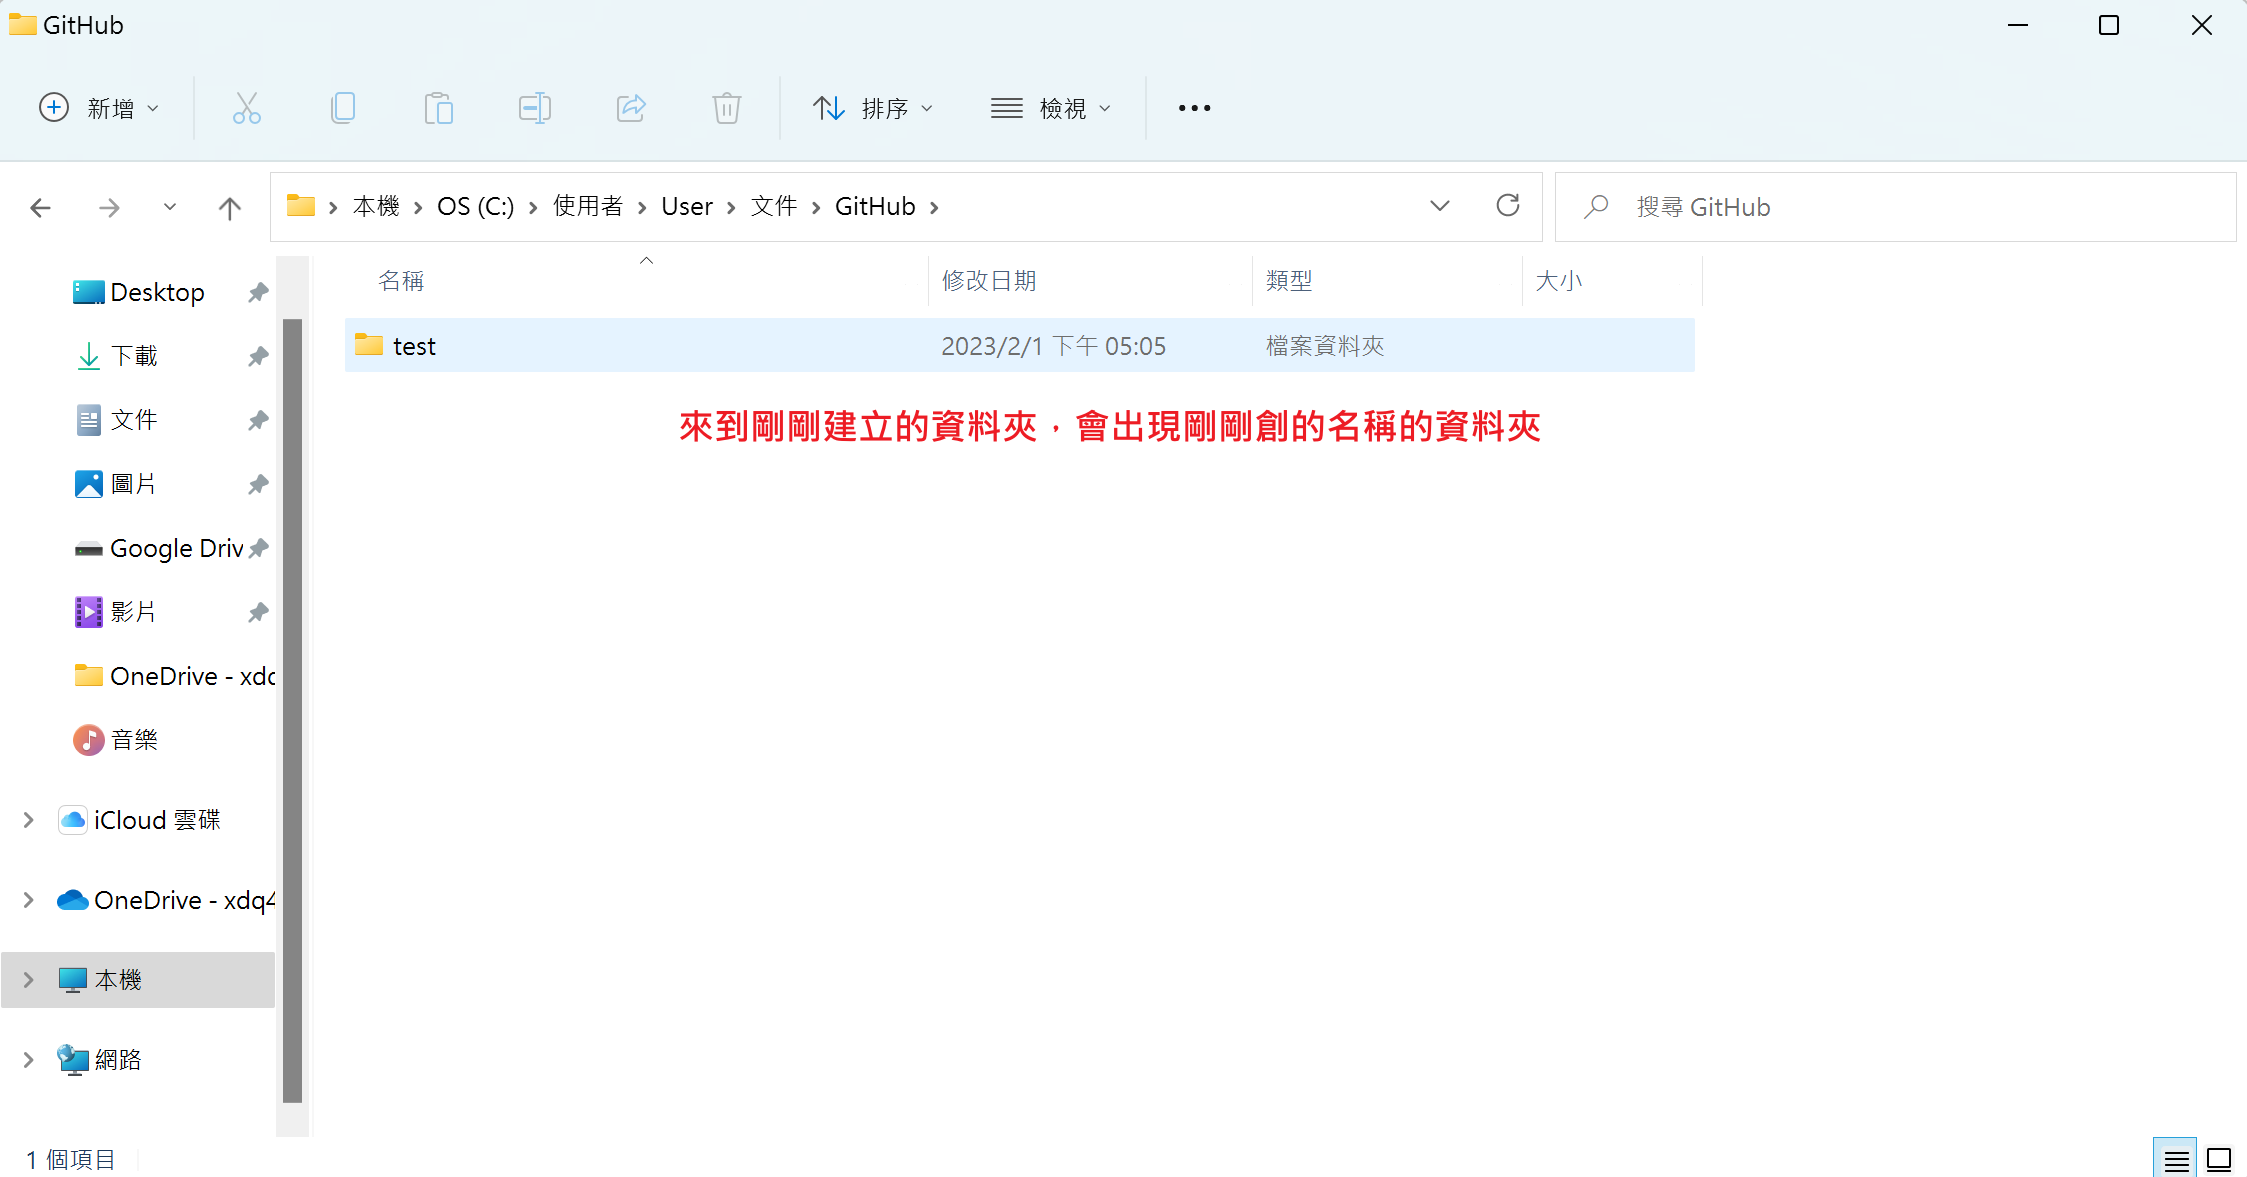 GitHub
新增
排序
檢視
本機 OS (C:) 使用者 User 文件 GitHub
搜尋 GitHub
名稱 修改日期 類型 大小
test 2023/2/1 下午 05:05 檔案資料夾
來到剛剛建立的資料夾，會出現剛剛創的名稱的資料夾
Desktop
下載
文件
圖片
Google Driv
影片
OneDrive - xdq
音樂
iCloud 雲碟
OneDrive - xdq4
本機
網路
1 個項目